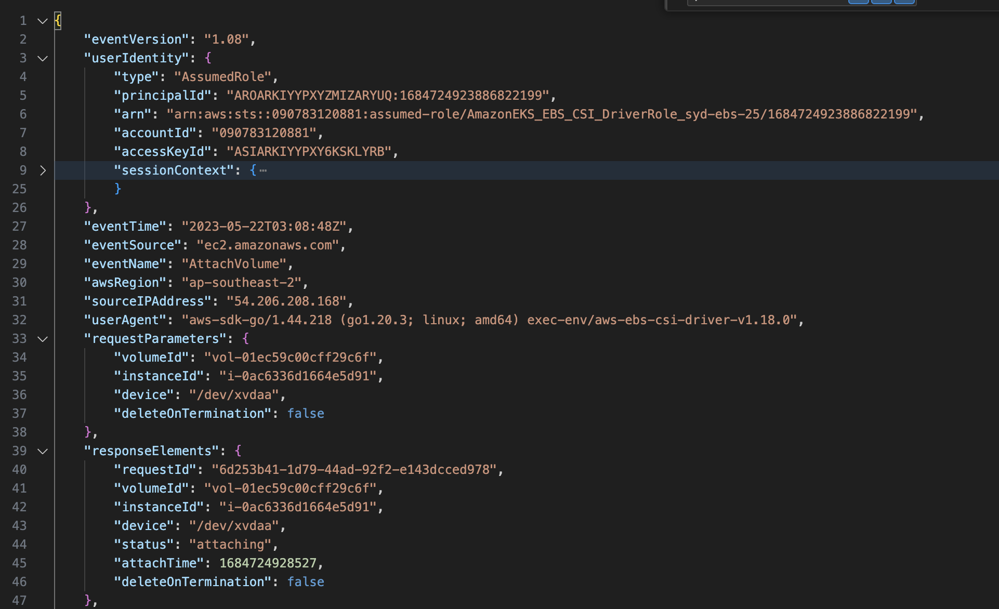 1 {
2 "eventVersion": "1.08",
3 "userIdentity": {
4 "type": "AssumedRole",
5 "principalId": "AROARKIYYPXYZMIZARYUQ:1684724923886822199",
6 "arn": "arn:aws:sts::090783120881:assumed-role/AmazonEKS_EBS_CSI_DriverRole_syd-ebs-25/1684724923886822199",
7 "accountId": "090783120881",
8 "accessKeyId": "ASIARKIYYPXY6KSKLYRB",
9 "sessionContext": {⋯
25 }
26 },
27 "eventTime": "2023-05-22T03:08:48Z",
28 "eventSource": "ec2.amazonaws.com",
29 "eventName": "AttachVolume",
30 "awsRegion": "ap-southeast-2",
31 "sourceIPAddress": "54.206.208.168",
32 "userAgent": "aws-sdk-go/1.44.218 (go1.20.3; linux; amd64) exec-env/aws-ebs-csi-driver-v1.18.0",
33 "requestParameters": {
34 "volumeId": "vol-01ec59c00cff29c6f",
35 "instanceId": "i-0ac6336d1664e5d91",
36 "device": "/dev/xvdaa",
37 "deleteOnTermination": false
38 },
39 "responseElements": {
40 "requestId": "6d253b41-1d79-44ad-92f2-e143dcced978",
41 "volumeId": "vol-01ec59c00cff29c6f",
42 "instanceId": "i-0ac6336d1664e5d91",
43 "device": "/dev/xvdaa",
44 "status": "attaching",
45 "attachTime": 1684724928527,
46 "deleteOnTermination": false
47 },